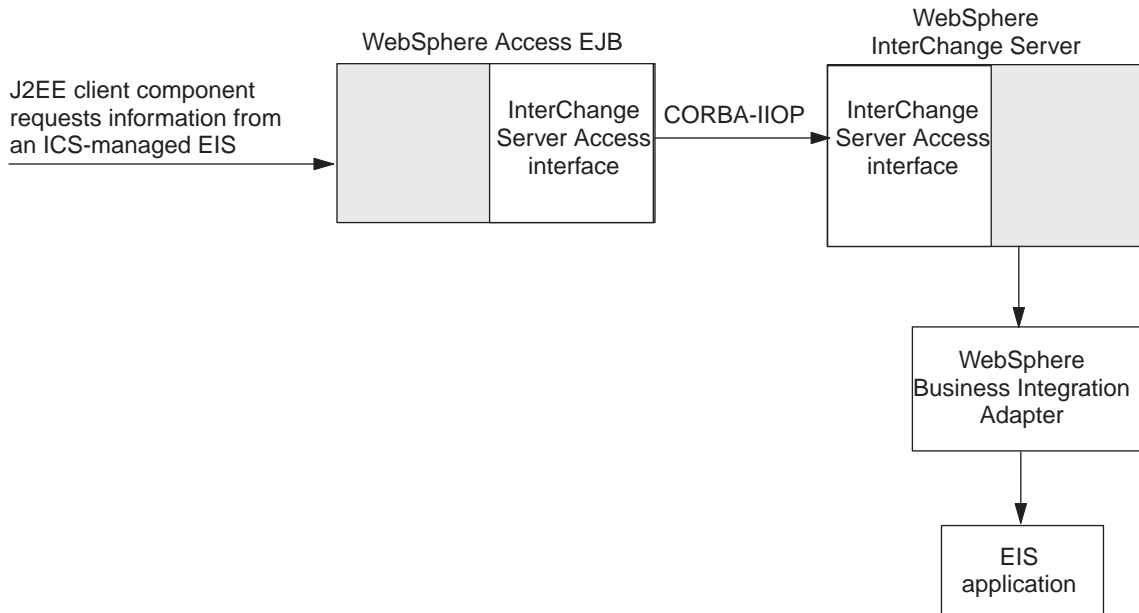 WebSphere
InterChange Server
WebSphere Access EJB
J2EE client component
requests information from
an ICS-managed EIS
InterChange
Server Access
interface
CORBA-IIOP
InterChange
Server Access
interface
WebSphere
Business Integration
Adapter
EIS
application